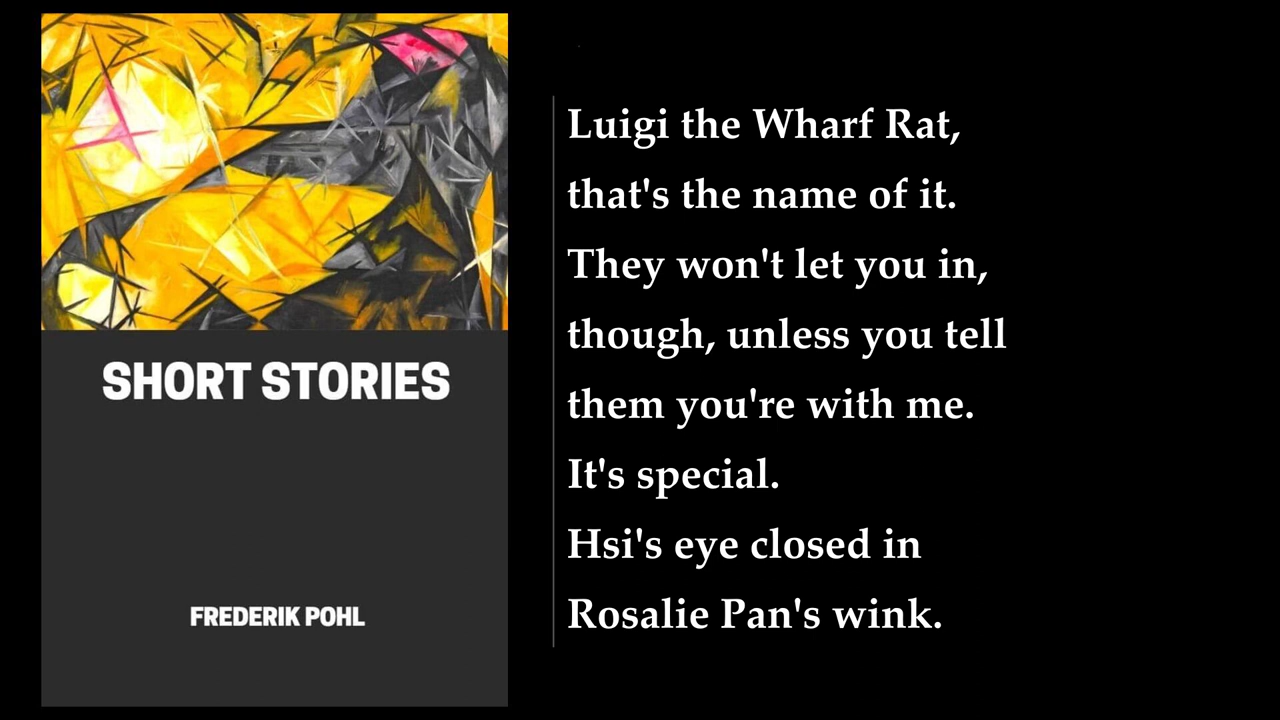 SHORT STORIES
FREDERIK POHL
Luigi the Wharf Rat,
that's the name of it.
They won't let you in,
though, unless you tell
them you're with me.
It's special.
Hsi's eye closed in
Rosalie Pan's wink.